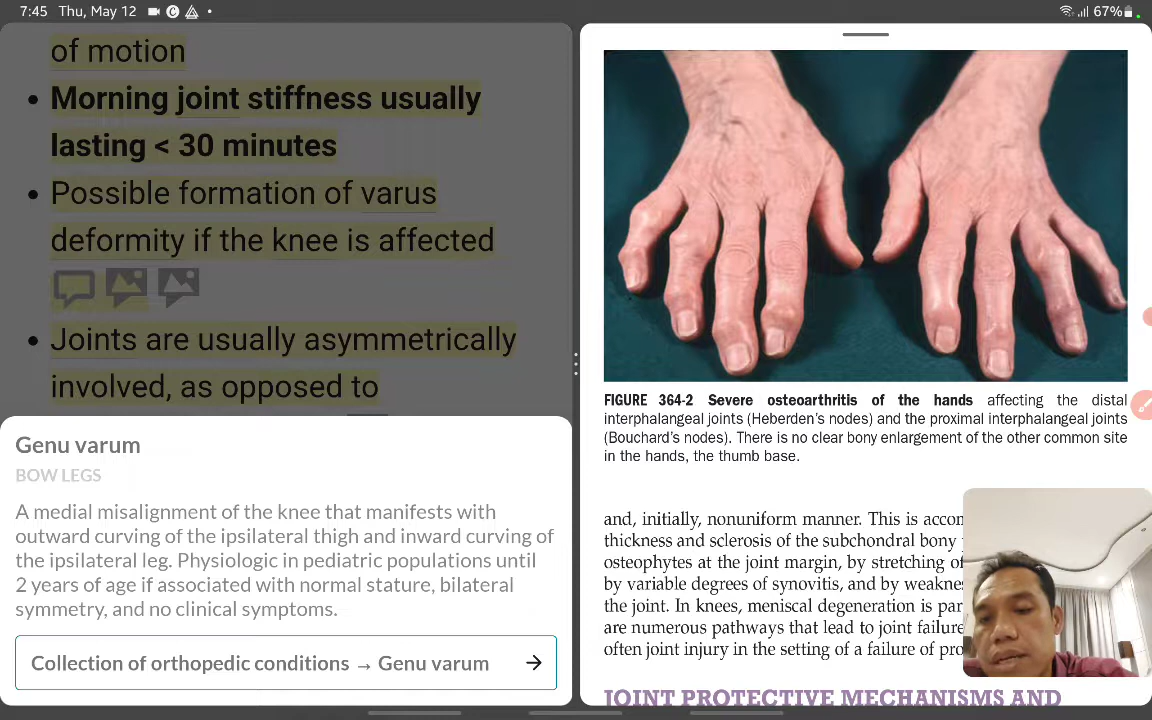 7:45 Thu, May 12
67%
of motion
• Morning joint stiffness usually
lasting < 30 minutes
• Possible formation of varus
deformity if the knee is affected
• Joints are usually asymmetrically
involved, as opposed to
Genu varum
BOW LEGS
A medial misalignment of the knee that manifests with
outward curving of the ipsilateral thigh and inward curving of
the ipsilateral leg. Physiologic in pediatric populations until
2 years of age if associated with normal stature, bilateral
symmetry, and no clinical symptoms.
Collection of orthopedic conditions → Genu varum →
FIGURE 364-2 Severe osteoarthritis of the hands affecting the distal
interphalangeal joints (Heberden's nodes) and the proximal interphalangeal joints
(Bouchard's nodes). There is no clear bony enlargement of the other common site
in the hands, the thumb base.
and, initially, nonuniform manner. This is
thickness and sclerosis of the subchondral bony
osteophytes at the joint margin, by stretching of
by variable degrees of synovitis, and by
the joint. In knees, meniscal degeneration is
are numerous pathways that lead to joint failure
often joint injury in the setting of a failure of
JOINT PROTECTIVE MECHANISMS AND